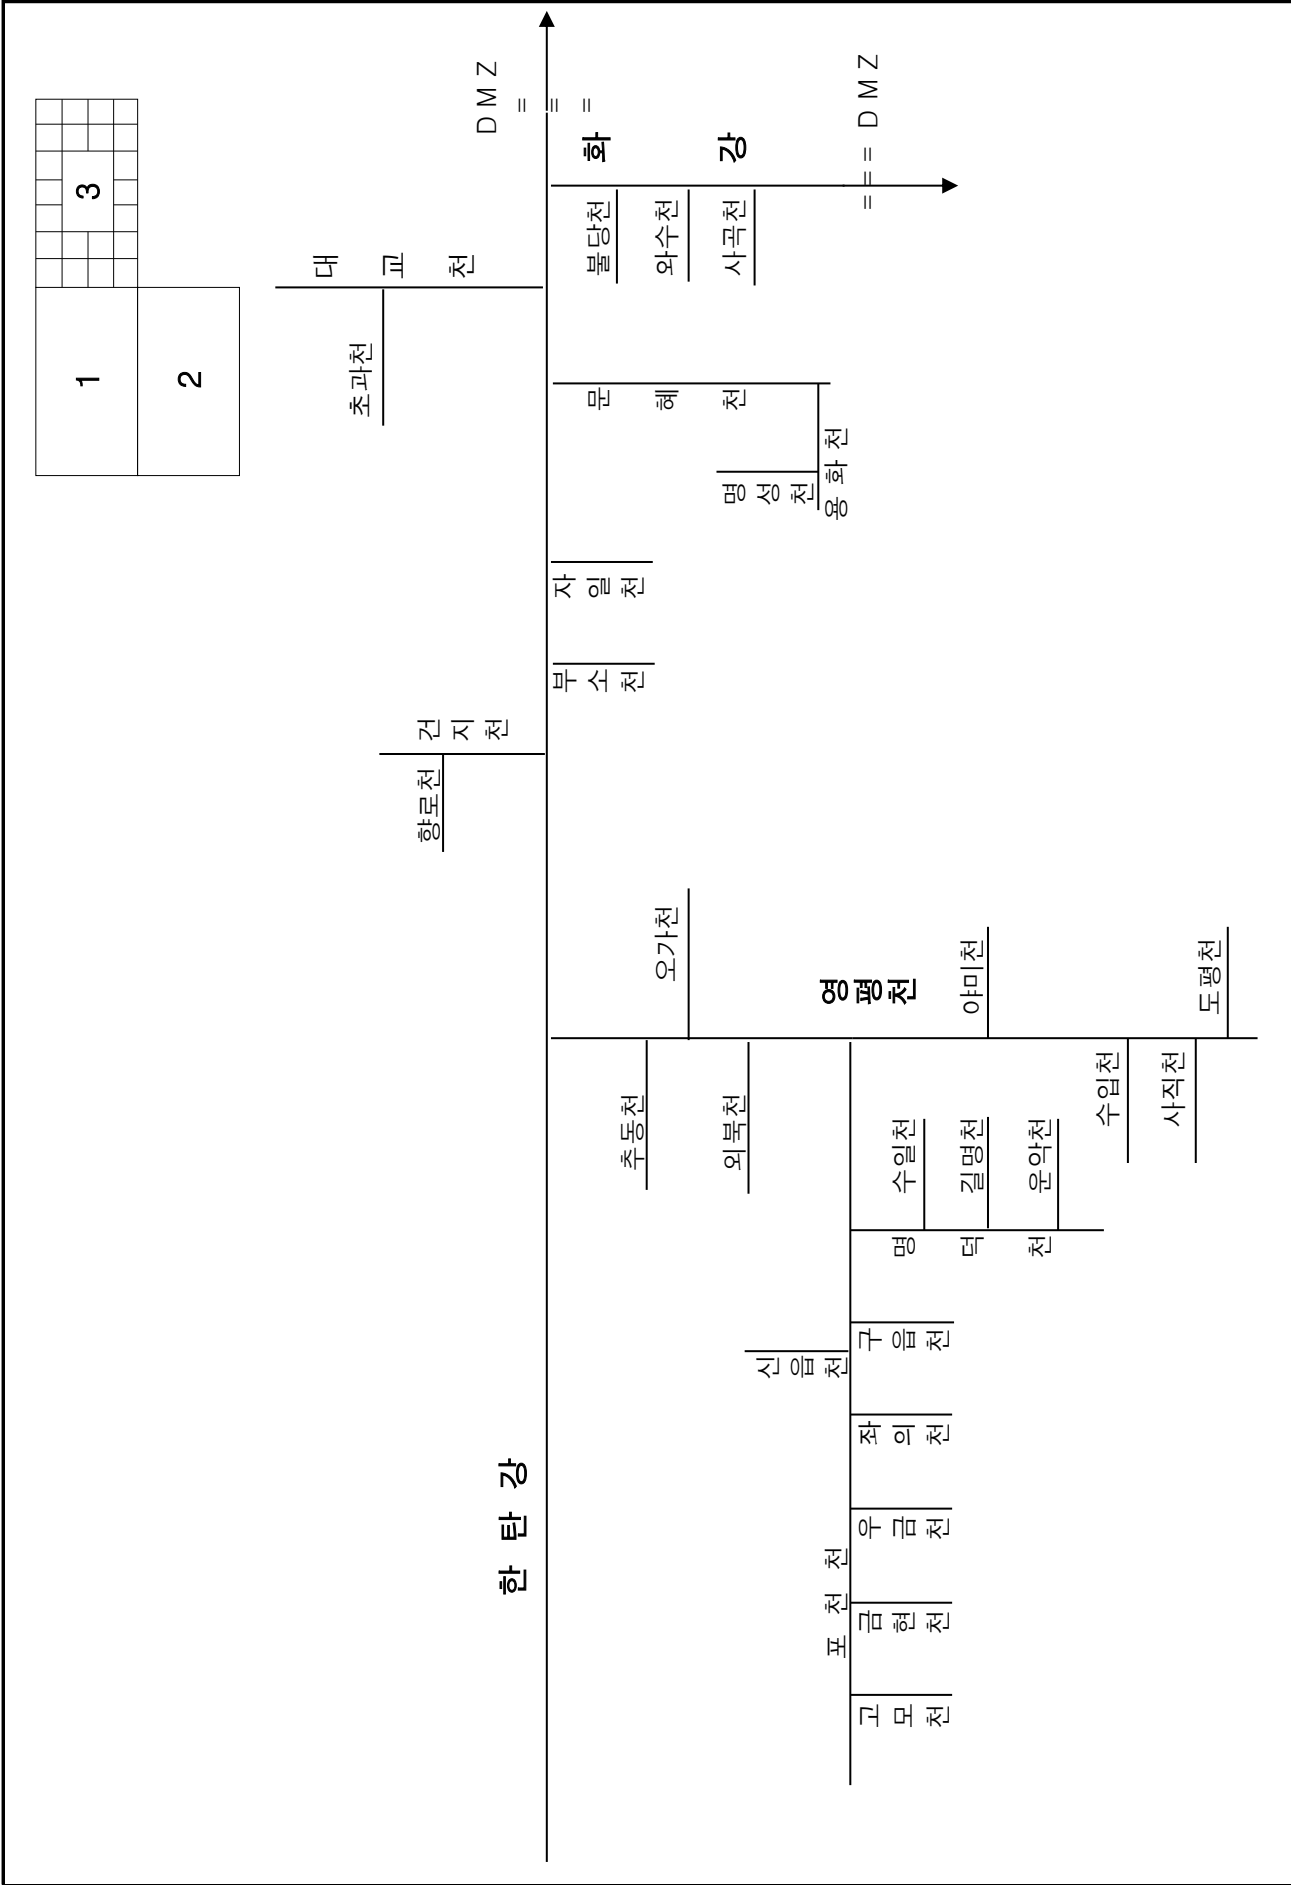 DMZ
= = =
DMZ
= = =
3
1
2
화 강
불당천
와수천
사곡천
대 교 천
초과천
문 혜 천
용화천
명성천
자일천
부소천
건지천
향로천
오가천
영평천
야미천
도평천
추동천
외북천
수입천
사직천
수일천
길명천
운악천
명 덕 천
구읍천
신읍천
좌의천
한 탄 강
우금천
포 천 천
금현천
고모천